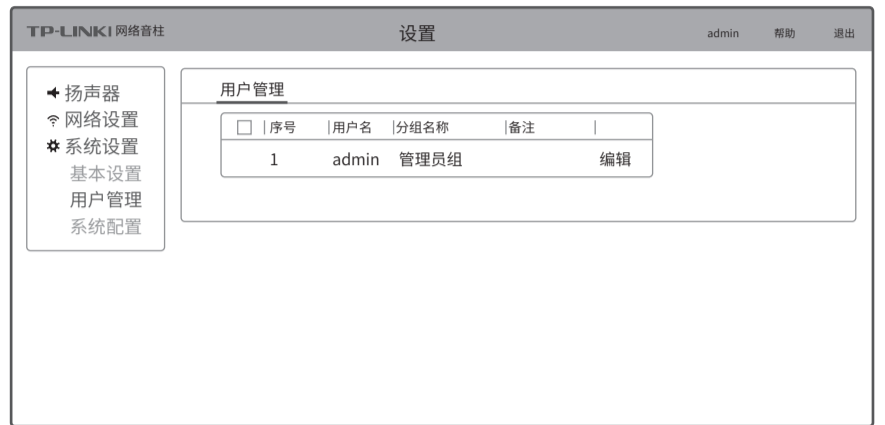 TP-LINK | 网络音柱 设置 admin 帮助 退出
扬声器
网络设置
系统设置
基本设置
用户管理
系统配置
用户管理
序号 用户名 分组名称 备注
1 admin 管理员组 编辑